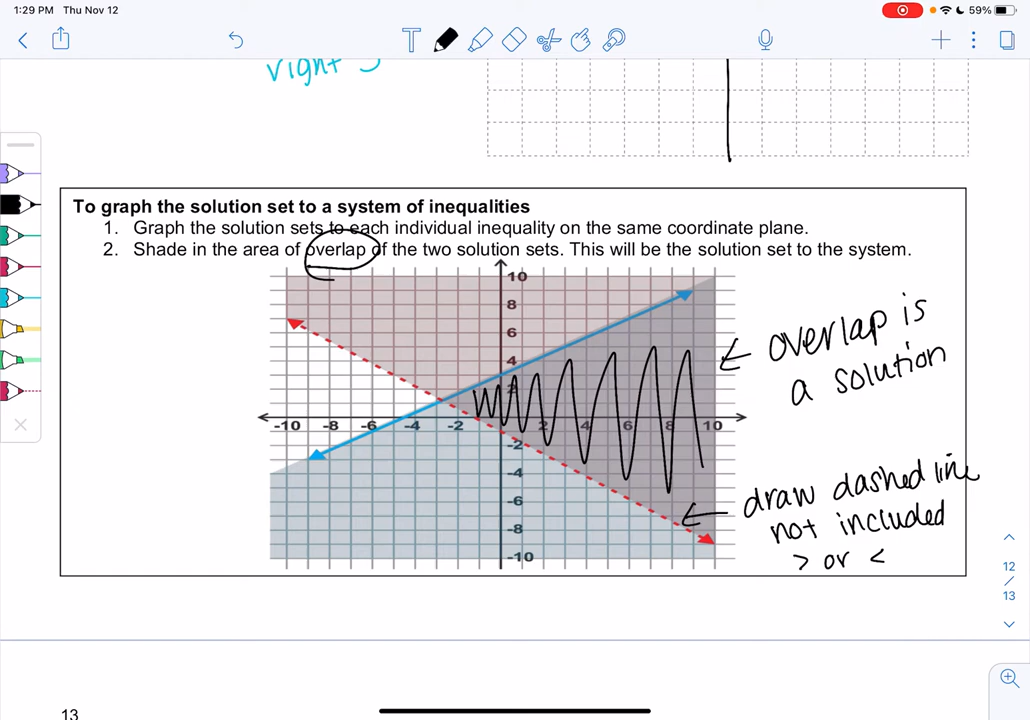 1:29 PM Thu Nov 12
59%
T
right
To graph the solution set to a system of inequalities
1. Graph the solution sets to each individual inequality on the same coordinate plane.
2. Shade in the area of overlap of the two solution sets. This will be the solution set to the system.
10
8
6
4
2
-10 -8 -6 -4 -2 2 4 6 8 10
-2
-4
-6
-8
-10
overlap is
a solution
draw dashed line
not included
> or <
12
/
13
13